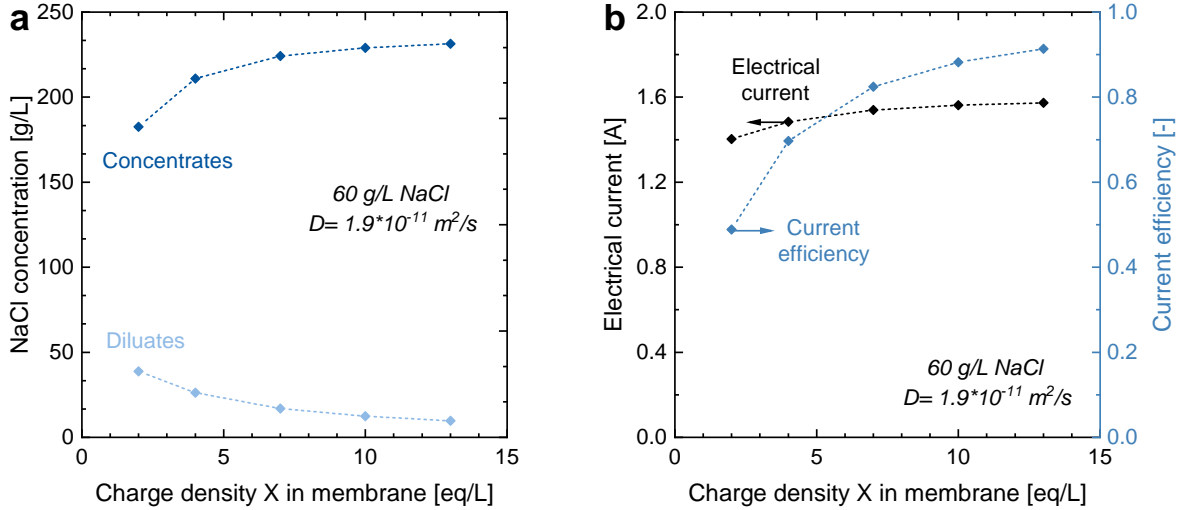 a
NaCl concentration [g/L]
250
200
150
100
50
0
Concentrates
60 g/L NaCl
D= 1.9*10⁻¹¹ m²/s
Diluates
0 5 10 15
Charge density X in membrane [eq/L]
b
Electrical current [A]
2.0
1.6
1.2
0.8
0.4
0.0
Electrical
current
Current
efficiency
60 g/L NaCl
D= 1.9*10⁻¹¹ m²/s
0 5 10 15
Charge density X in membrane [eq/L]
1.0
0.8
0.6
0.4
0.2
0.0
Current efficiency [-]